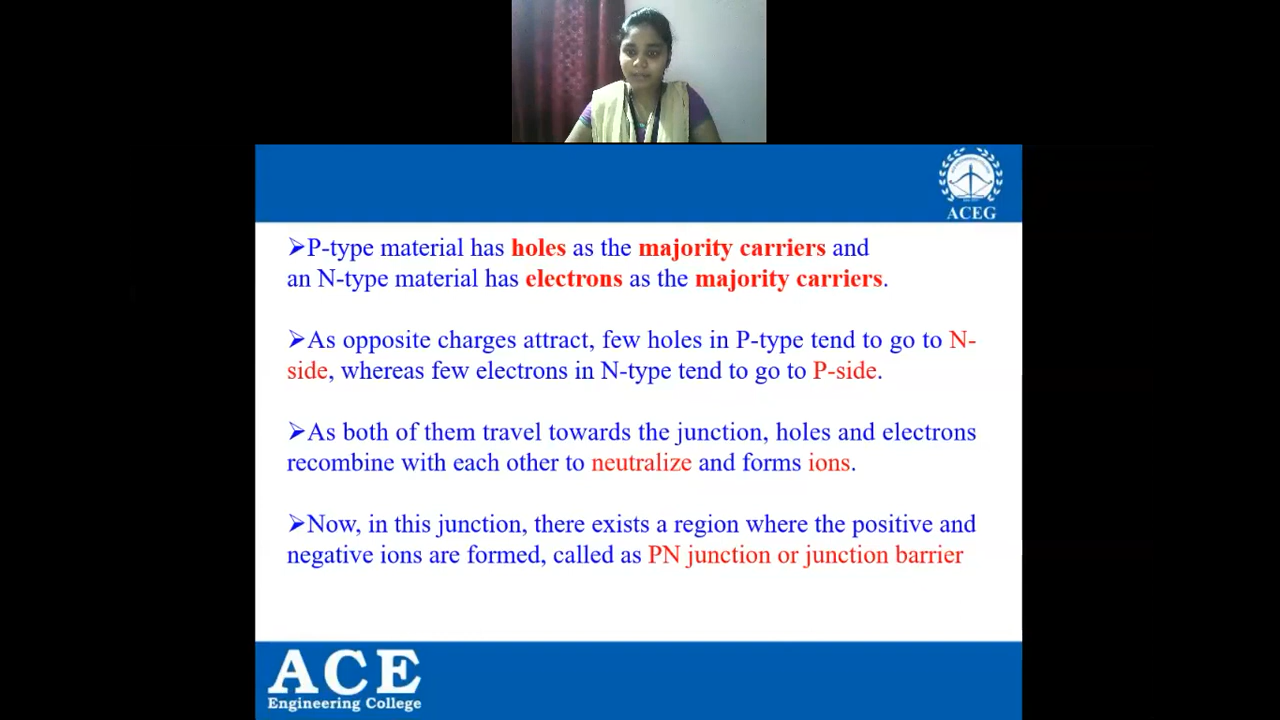 ACEG
➢P-type material has holes as the majority carriers and
an N-type material has electrons as the majority carriers.
➢As opposite charges attract, few holes in P-type tend to go to N-
side, whereas few electrons in N-type tend to go to P-side.
➢As both of them travel towards the junction, holes and electrons
recombine with each other to neutralize and forms ions.
➢Now, in this junction, there exists a region where the positive and
negative ions are formed, called as PN junction or junction barrier
ACE
Engineering College